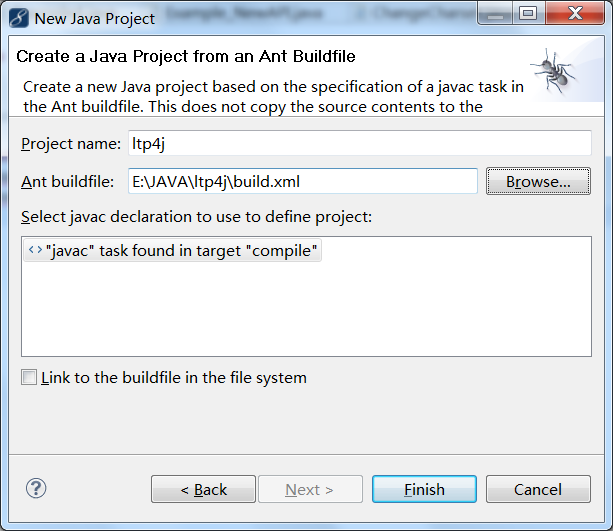 New Java Project
Create a Java Project from an Ant Buildfile
Create a new Java project based on the specification of a javac task in
the Ant buildfile. This does not copy the source contents to the
Project name: ltp4j
Ant buildfile: E:\JAVA\ltp4j\build.xml Browse...
Select javac declaration to use to define project:
<> "javac" task found in target "compile"
Link to the buildfile in the file system
? < Back Next > Finish Cancel